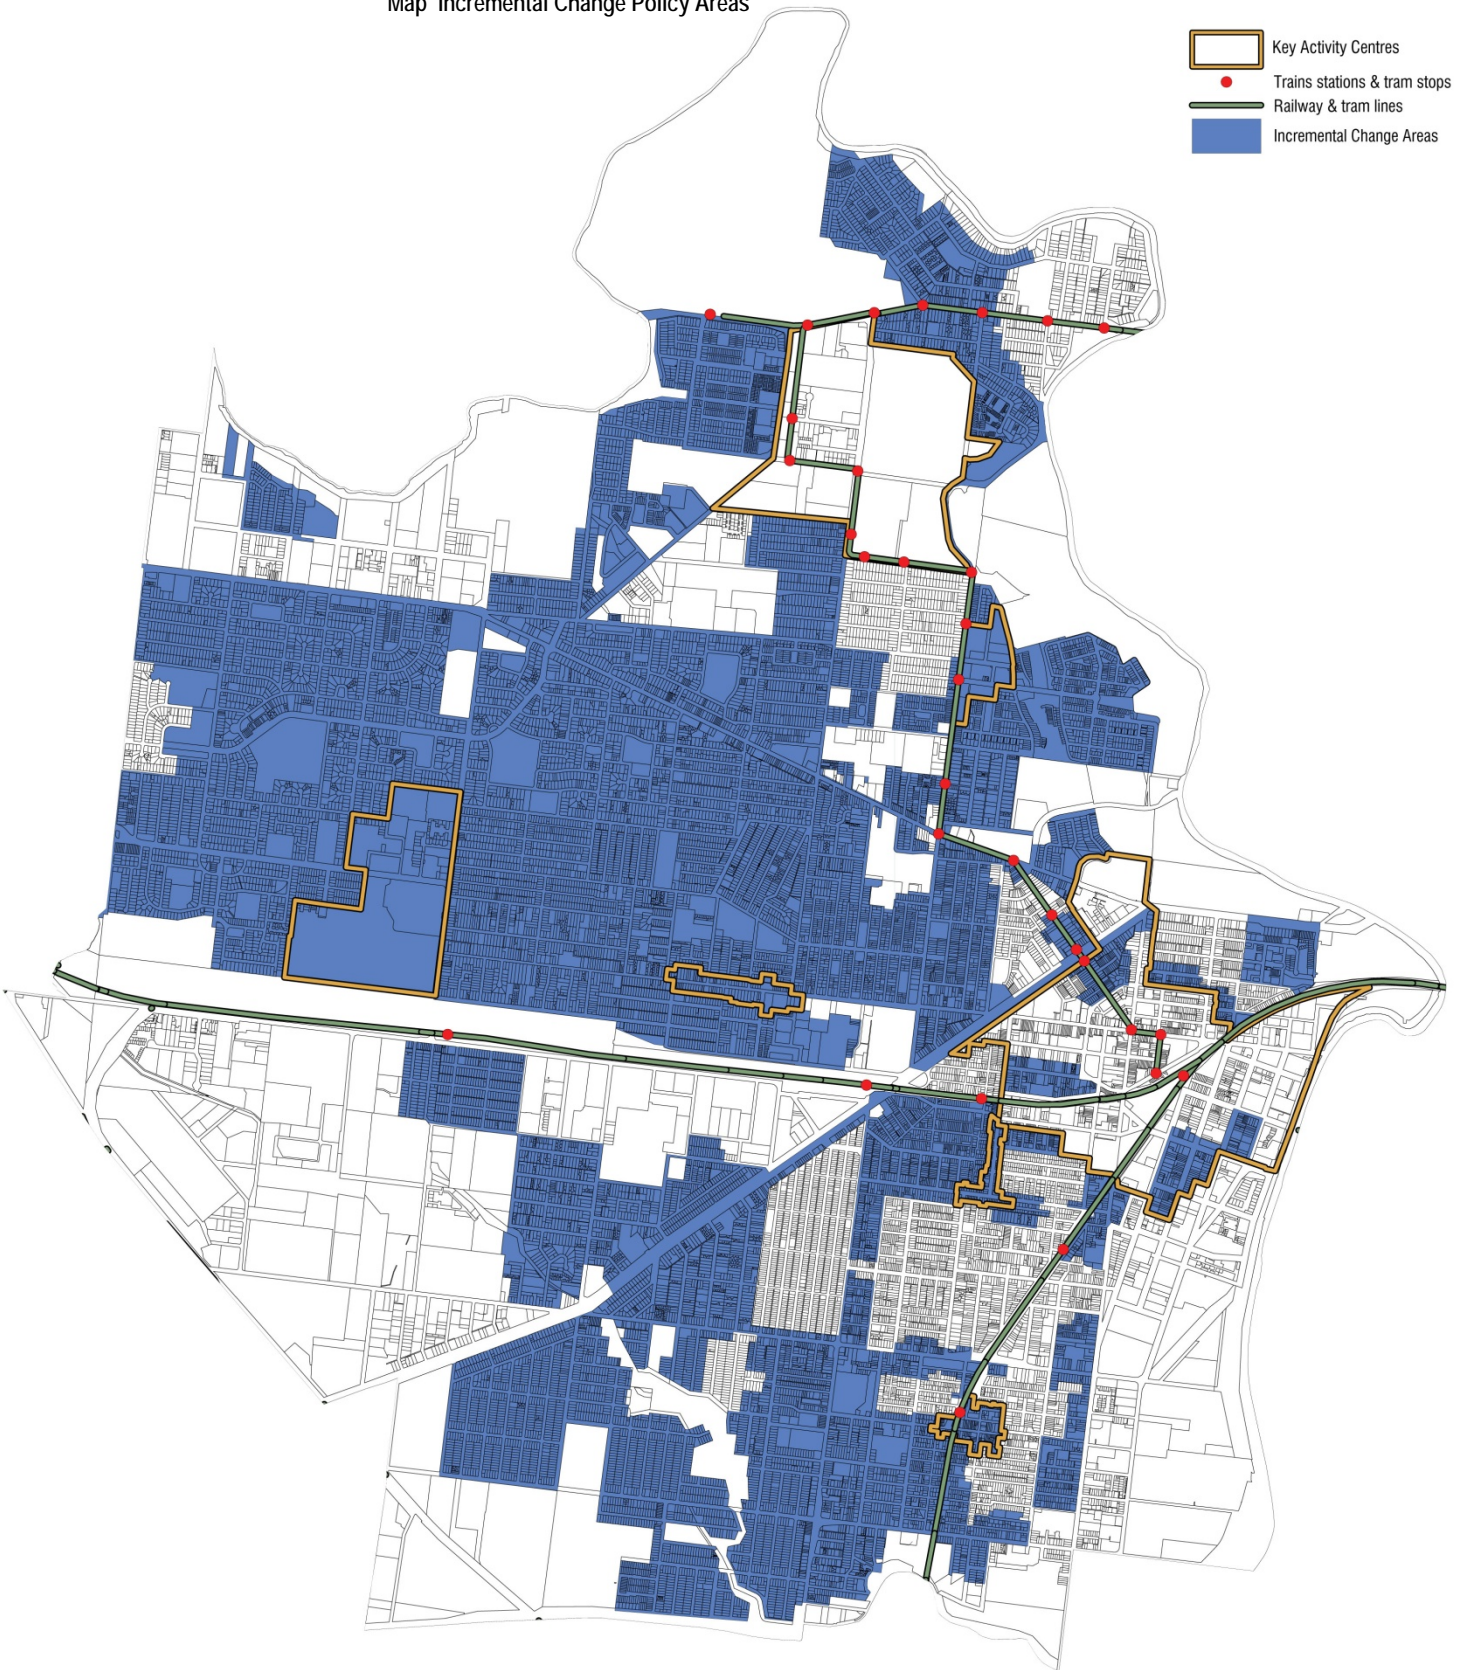 Map Incremental Change Policy Areas
Key Activity Centres
Trains stations & tram stops
Railway & tram lines
Incremental Change Areas